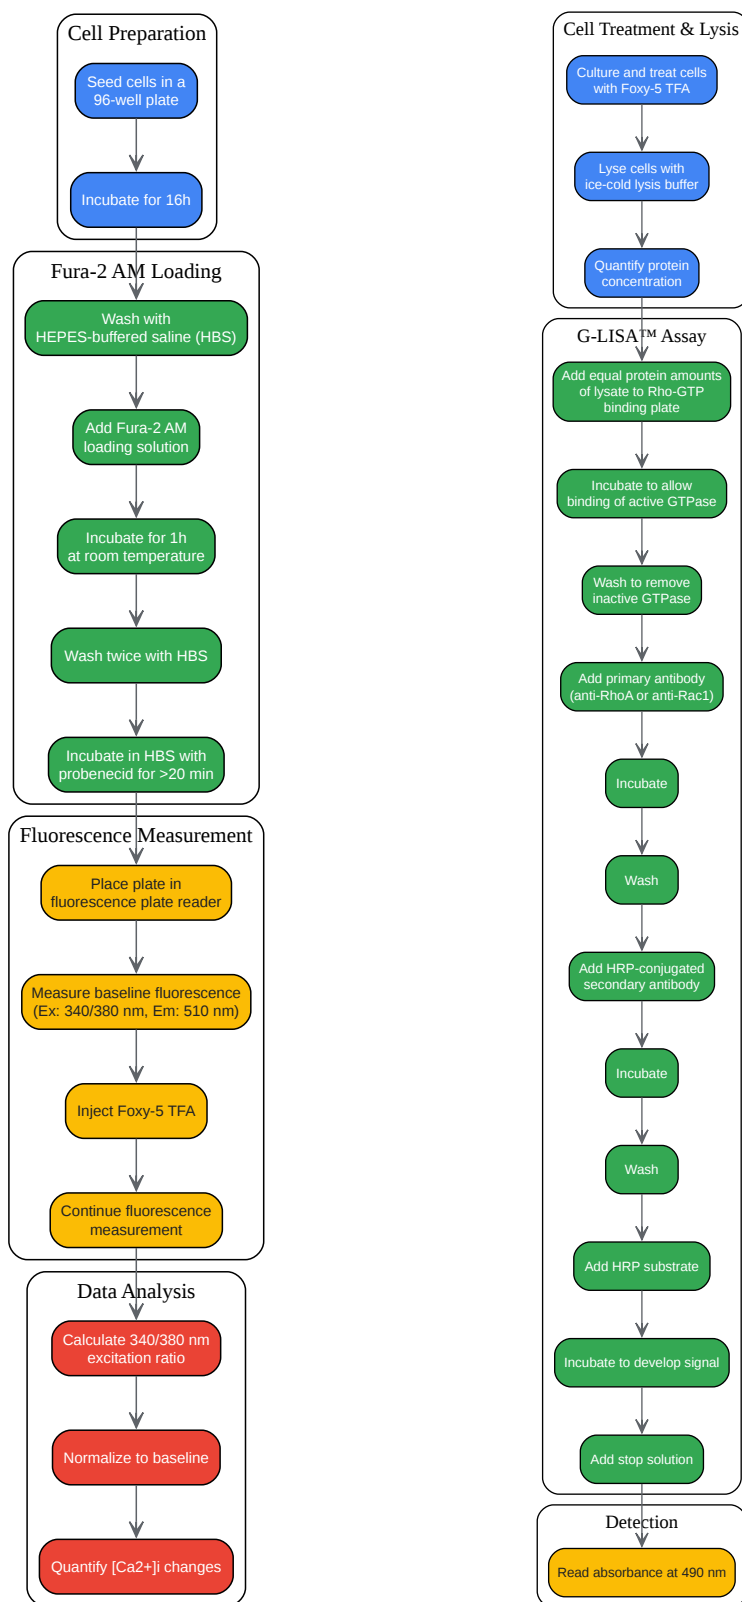 Cell Preparation
Seed cells in a
96-well plate
Incubate for 16h
Fura-2 AM Loading
Wash with
HEPES-buffered saline (HBS)
Add Fura-2 AM
loading solution
Incubate for 1h
at room temperature
Wash twice with HBS
Incubate in HBS with
probenecid for >20 min
Fluorescence Measurement
Place plate in
fluorescence plate reader
Measure baseline fluorescence
(Ex: 340/380 nm, Em: 510 nm)
Inject Foxy-5 TFA
Continue fluorescence
measurement
Data Analysis
Calculate 340/380 nm
excitation ratio
Normalize to baseline
Quantify [Ca2+]i changes
Cell Treatment & Lysis
Culture and treat cells
with Foxy-5 TFA
Lyse cells with
ice-cold lysis buffer
Quantify protein
concentration
G-LISA™ Assay
Add equal protein amounts
of lysate to Rho-GTP
binding plate
Incubate to allow
binding of active GTPase
Wash to remove
inactive GTPase
Add primary antibody
(anti-RhoA or anti-Rac1)
Incubate
Wash
Add HRP-conjugated
secondary antibody
Incubate
Wash
Add HRP substrate
Incubate to develop signal
Add stop solution
Detection
Read absorbance at 490 nm